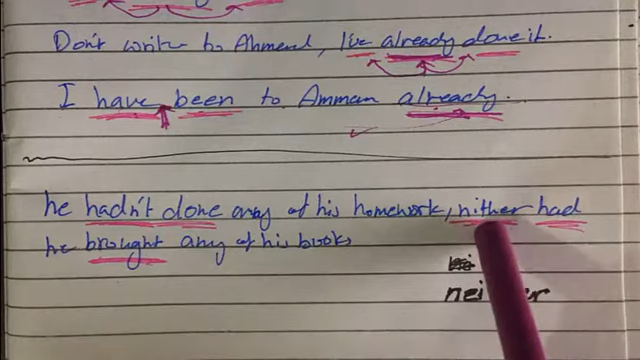 Don't write to Ahmed, I've already done it.
I have been to Amman already.
he hadn't done any of his homework, nither had
he brought any of his books